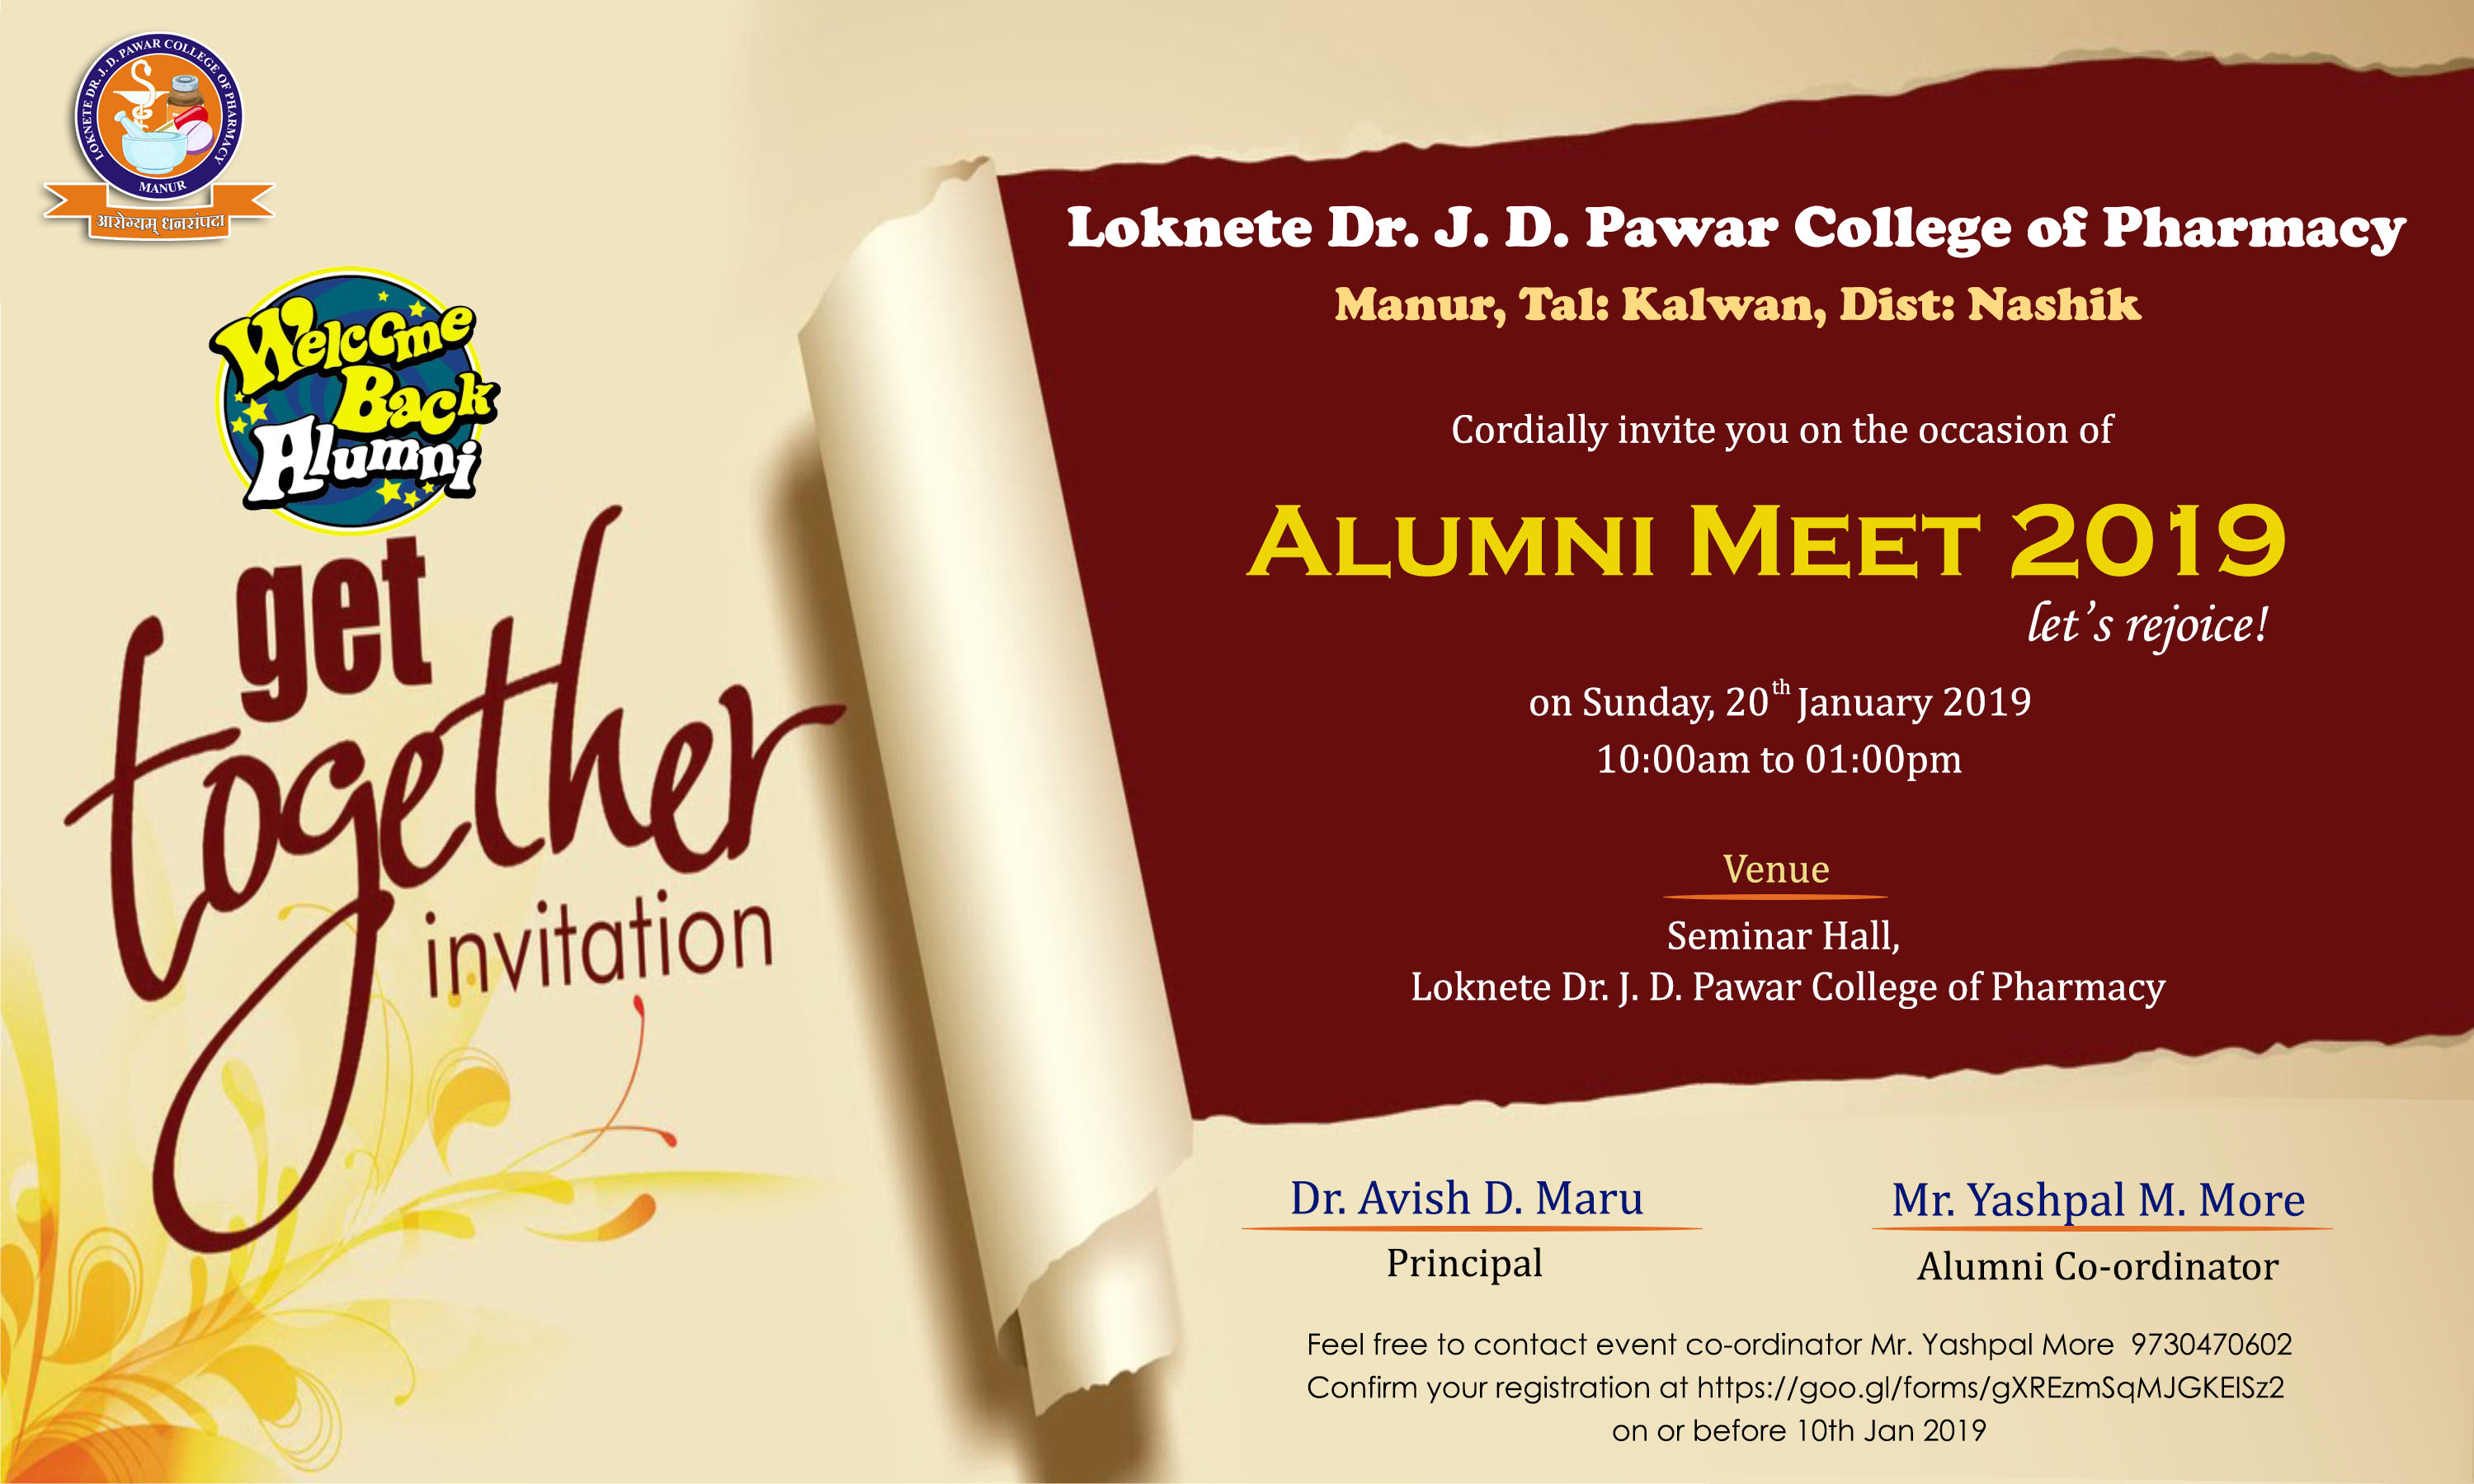 LOKNETE DR. J. D. PAWAR COLLEGE OF PHARMACY
MANUR
आरोग्यम् धनसंपदा
Welcome
Back
Alumni
get
together
invitation
Loknete Dr. J. D. Pawar College of Pharmacy
Manur, Tal: Kalwan, Dist: Nashik
Cordially invite you on the occasion of
ALUMNI MEET 2019
let's rejoice!
on Sunday, 20th January 2019
10:00am to 01:00pm
Venue
Seminar Hall,
Loknete Dr. J. D. Pawar College of Pharmacy
Dr. Avish D. Maru
Principal
Mr. Yashpal M. More
Alumni Co-ordinator
Feel free to contact event co-ordinator Mr. Yashpal More 9730470602
Confirm your registration at https://goo.gl/forms/gXREzmSqMJGKEISz2
on or before 10th Jan 2019